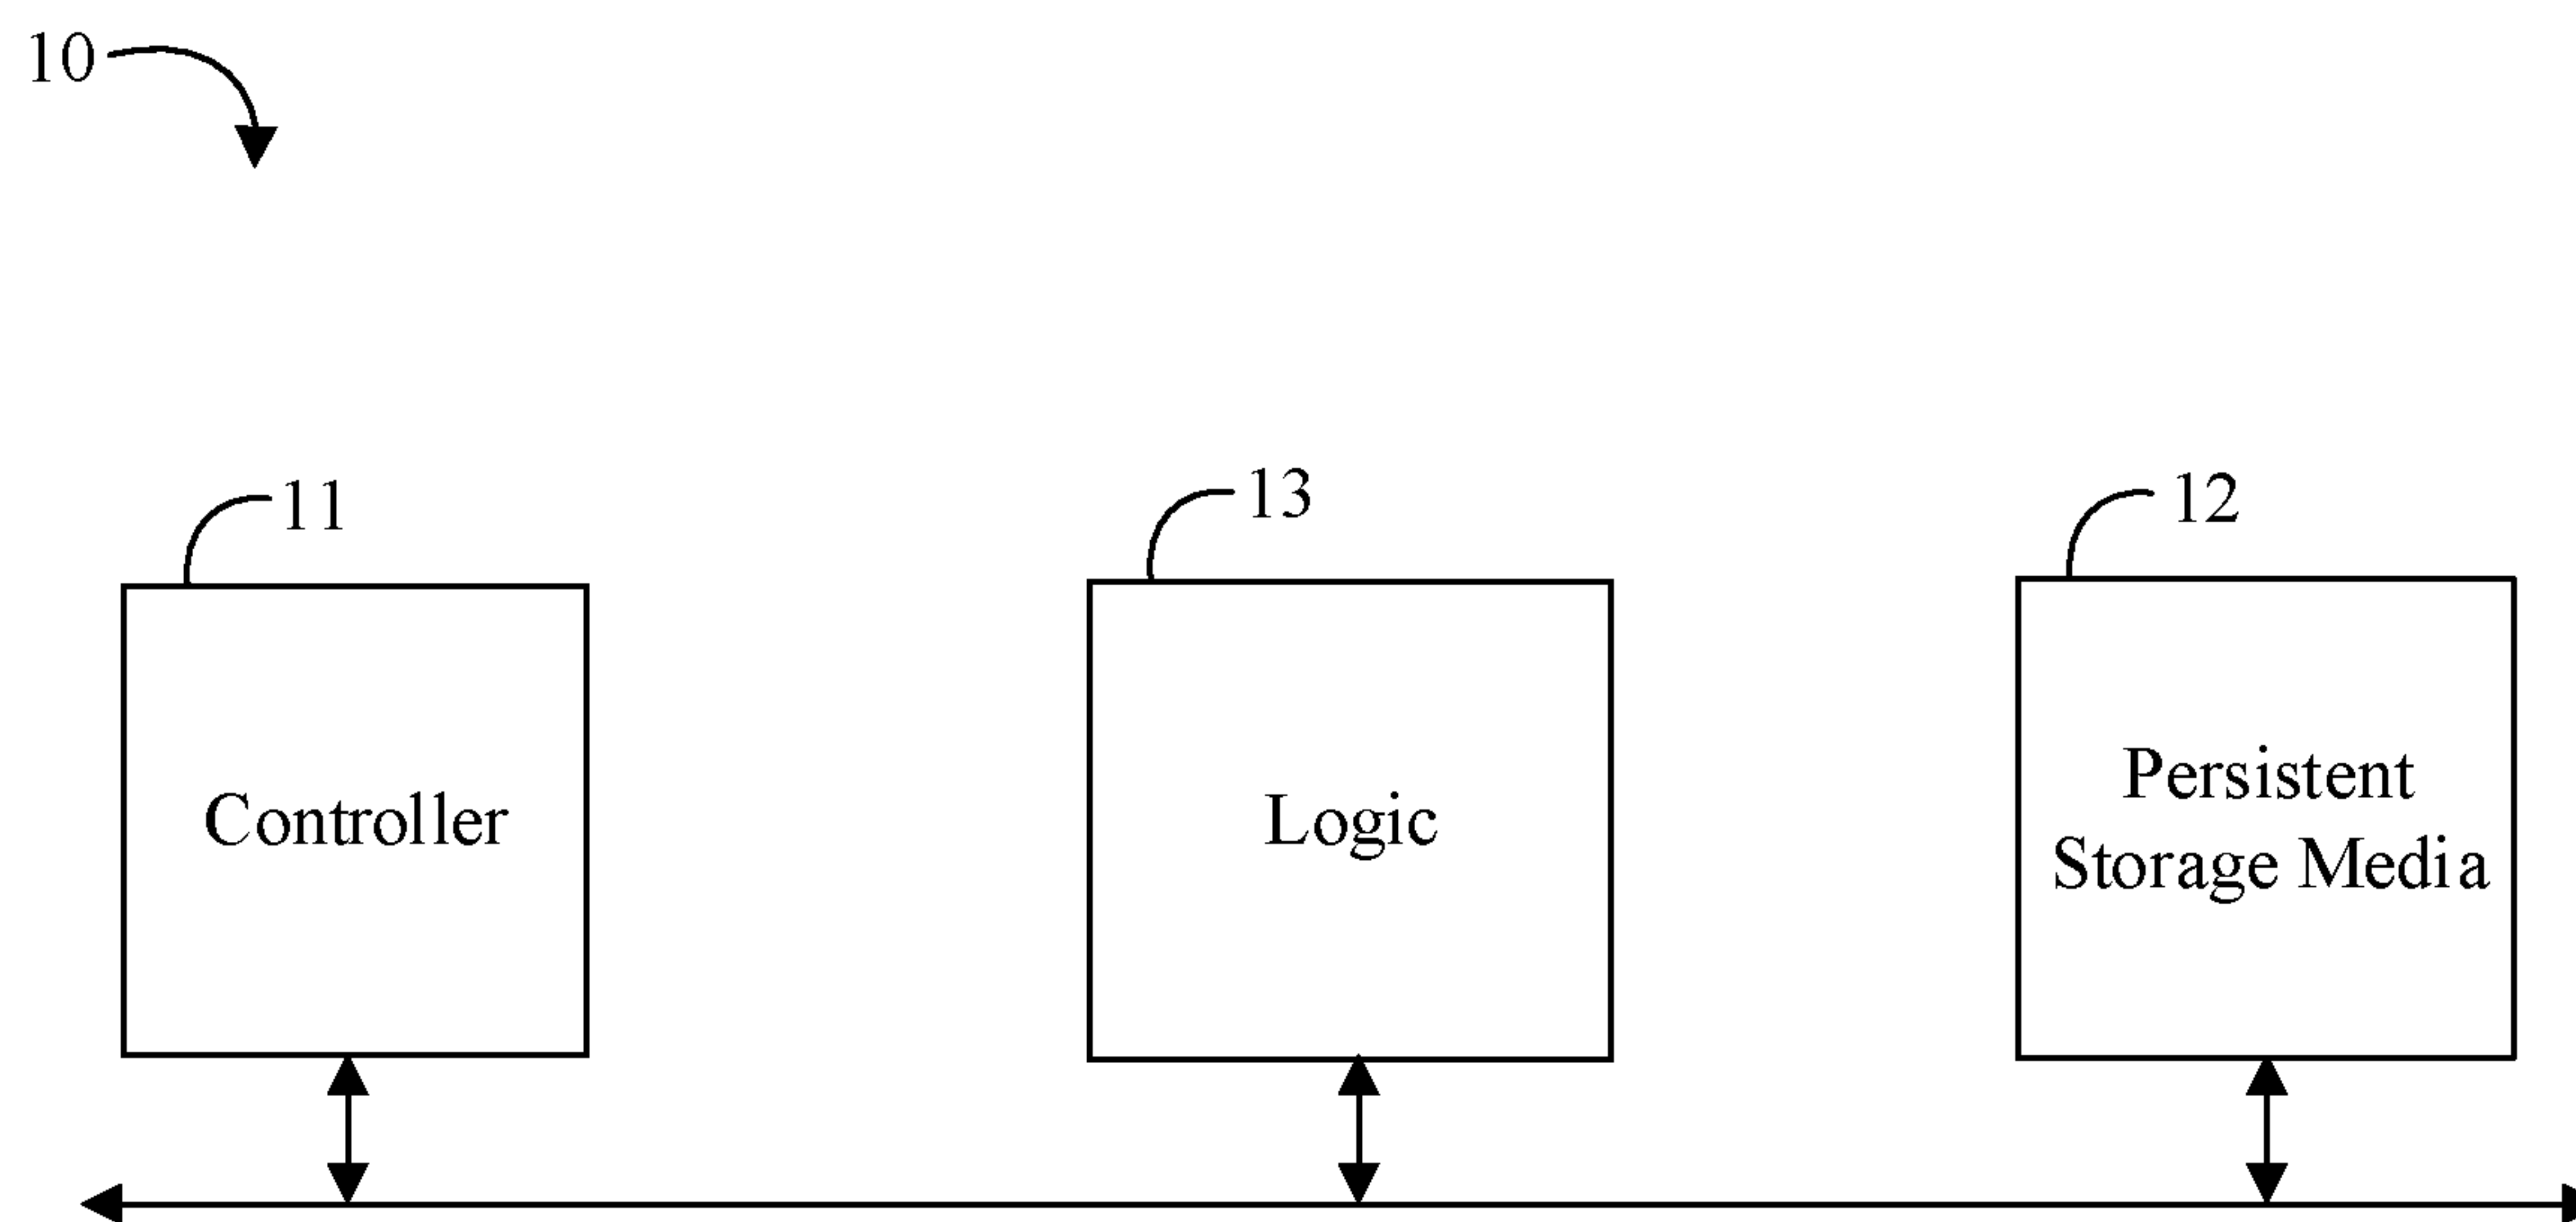 10
11
13
12
Controller
Logic
Persistent
Storage Media